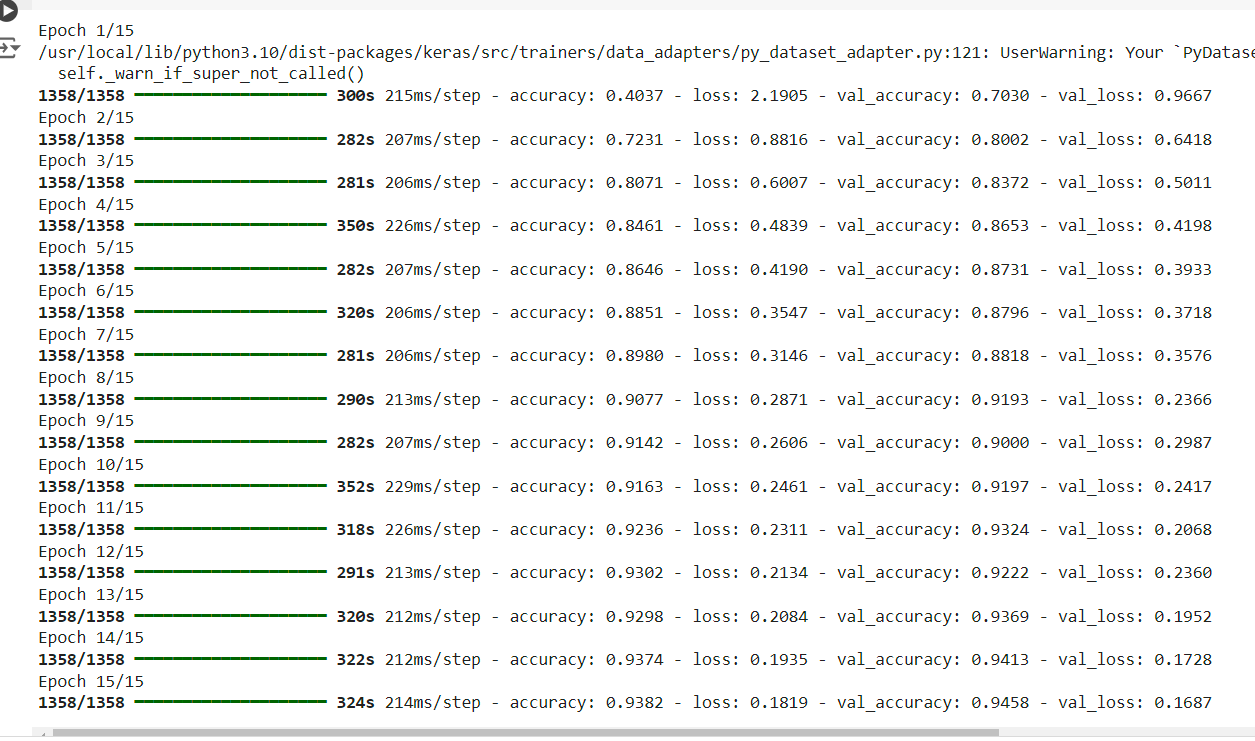 Epoch 1/15
/usr/local/lib/python3.10/dist-packages/keras/src/trainers/data_adapters/py_dataset_adapter.py:121: UserWarning: Your `PyDatase
  self._warn_if_super_not_called()
1358/1358 300s 215ms/step - accuracy: 0.4037 - loss: 2.1905 - val_accuracy: 0.7030 - val_loss: 0.9667
Epoch 2/15
1358/1358 282s 207ms/step - accuracy: 0.7231 - loss: 0.8816 - val_accuracy: 0.8002 - val_loss: 0.6418
Epoch 3/15
1358/1358 281s 206ms/step - accuracy: 0.8071 - loss: 0.6007 - val_accuracy: 0.8372 - val_loss: 0.5011
Epoch 4/15
1358/1358 350s 226ms/step - accuracy: 0.8461 - loss: 0.4839 - val_accuracy: 0.8653 - val_loss: 0.4198
Epoch 5/15
1358/1358 282s 207ms/step - accuracy: 0.8646 - loss: 0.4190 - val_accuracy: 0.8731 - val_loss: 0.3933
Epoch 6/15
1358/1358 320s 206ms/step - accuracy: 0.8851 - loss: 0.3547 - val_accuracy: 0.8796 - val_loss: 0.3718
Epoch 7/15
1358/1358 281s 206ms/step - accuracy: 0.8980 - loss: 0.3146 - val_accuracy: 0.8818 - val_loss: 0.3576
Epoch 8/15
1358/1358 290s 213ms/step - accuracy: 0.9077 - loss: 0.2871 - val_accuracy: 0.9193 - val_loss: 0.2366
Epoch 9/15
1358/1358 282s 207ms/step - accuracy: 0.9142 - loss: 0.2606 - val_accuracy: 0.9000 - val_loss: 0.2987
Epoch 10/15
1358/1358 352s 229ms/step - accuracy: 0.9163 - loss: 0.2461 - val_accuracy: 0.9197 - val_loss: 0.2417
Epoch 11/15
1358/1358 318s 226ms/step - accuracy: 0.9236 - loss: 0.2311 - val_accuracy: 0.9324 - val_loss: 0.2068
Epoch 12/15
1358/1358 291s 213ms/step - accuracy: 0.9302 - loss: 0.2134 - val_accuracy: 0.9222 - val_loss: 0.2360
Epoch 13/15
1358/1358 320s 212ms/step - accuracy: 0.9298 - loss: 0.2084 - val_accuracy: 0.9369 - val_loss: 0.1952
Epoch 14/15
1358/1358 322s 212ms/step - accuracy: 0.9374 - loss: 0.1935 - val_accuracy: 0.9413 - val_loss: 0.1728
Epoch 15/15
1358/1358 324s 214ms/step - accuracy: 0.9382 - loss: 0.1819 - val_accuracy: 0.9458 - val_loss: 0.1687